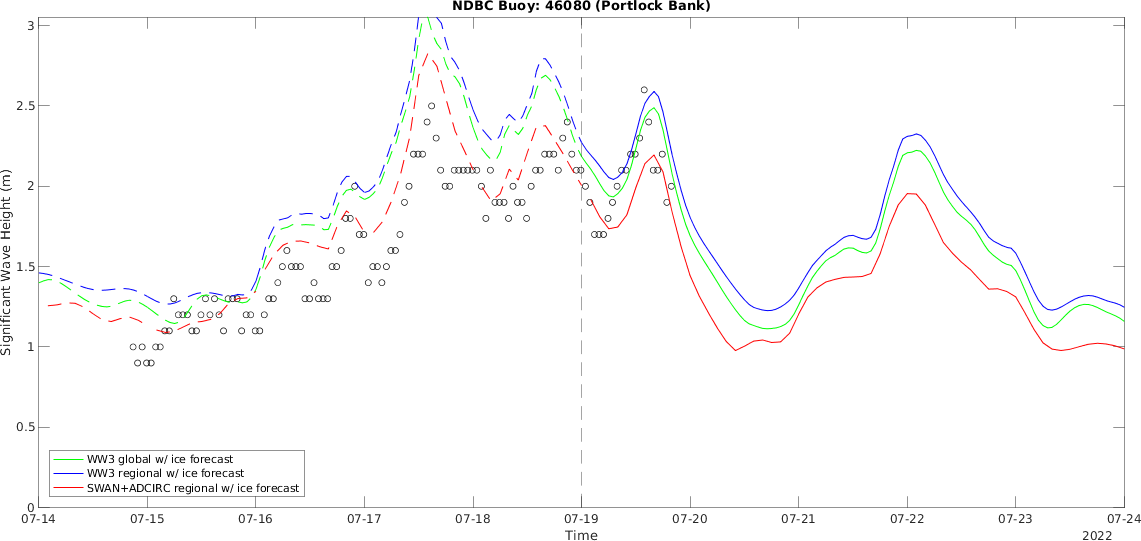 NDBC Buoy: 46080 (Portlock Bank)
3
2.5
2
1.5
1
0.5
0
Significant Wave Height (m)
WW3 global w/ ice forecast
WW3 regional w/ ice forecast
SWAN+ADCIRC regional w/ ice forecast
07-14 07-15 07-16 07-17 07-18 07-19 07-20 07-21 07-22 07-23 07-24
Time
2022